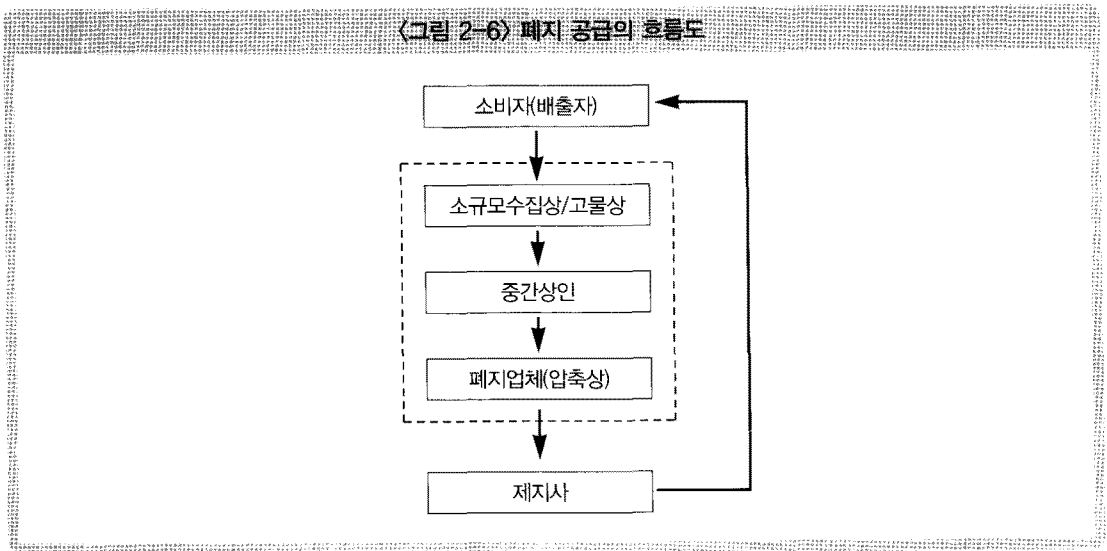 <그림 2-6> 폐지 공급의 흐름도
소비자(배출자)
소규모수집상/고물상
중간상인
폐지업체(압축상)
제지사